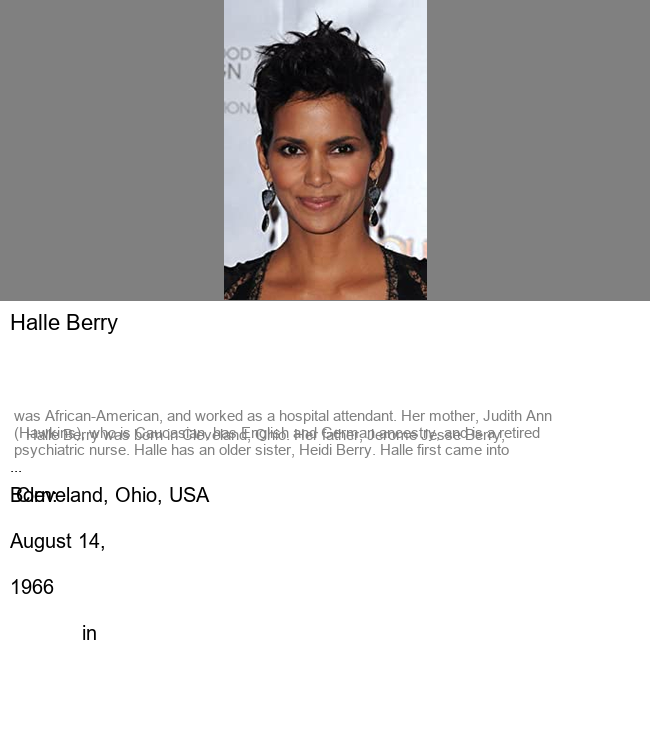 OOD
N
ION
Halle Berry
Halle Berry was born in Cleveland, Ohio. Her father, Jerome Jesse Berry,
was African-American, and worked as a hospital attendant. Her mother, Judith Ann
(Hawkins), who is Caucasian, has English and German ancestry, and is a retired
psychiatric nurse. Halle has an older sister, Heidi Berry. Halle first came into
...
Born:
August 14,
1966
in
Cleveland, Ohio, USA